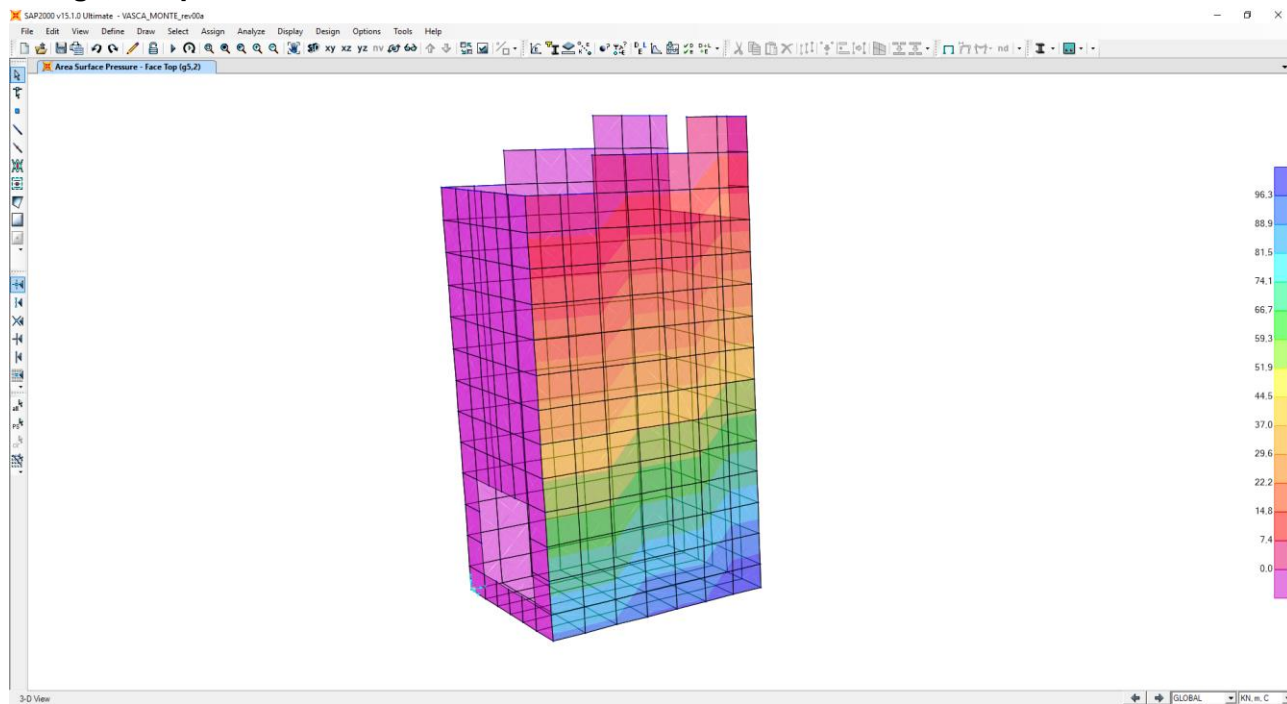 SAP2000 v15.1.0 Ultimate - VASCA_MONTE_rev00a
File Edit View Define Draw Select Assign Analyze Display Design Options Tools Help
xy xz yz nv
nd
Area Surface Pressure - Face Top (g5,2)
96.3
88.9
81.5
74.1
66.7
59.3
51.9
44.5
37.0
29.6
22.2
14.8
7.4
0.0
3-D View
GLOBAL
KN, m, C